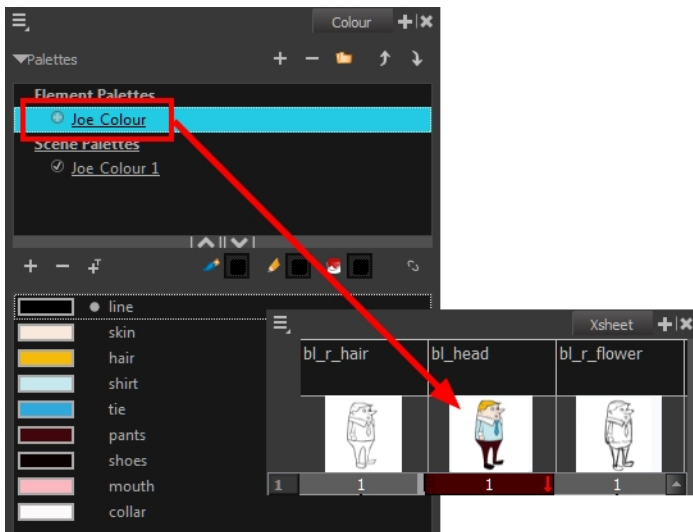 Colour
Palettes
Element Palettes
Joe Colour
Scene Palettes
Joe Colour 1
line
skin
hair
shirt
tie
pants
shoes
mouth
collar
Xsheet
bl_r_hair bl_head bl_r_flower
1 1 1 1